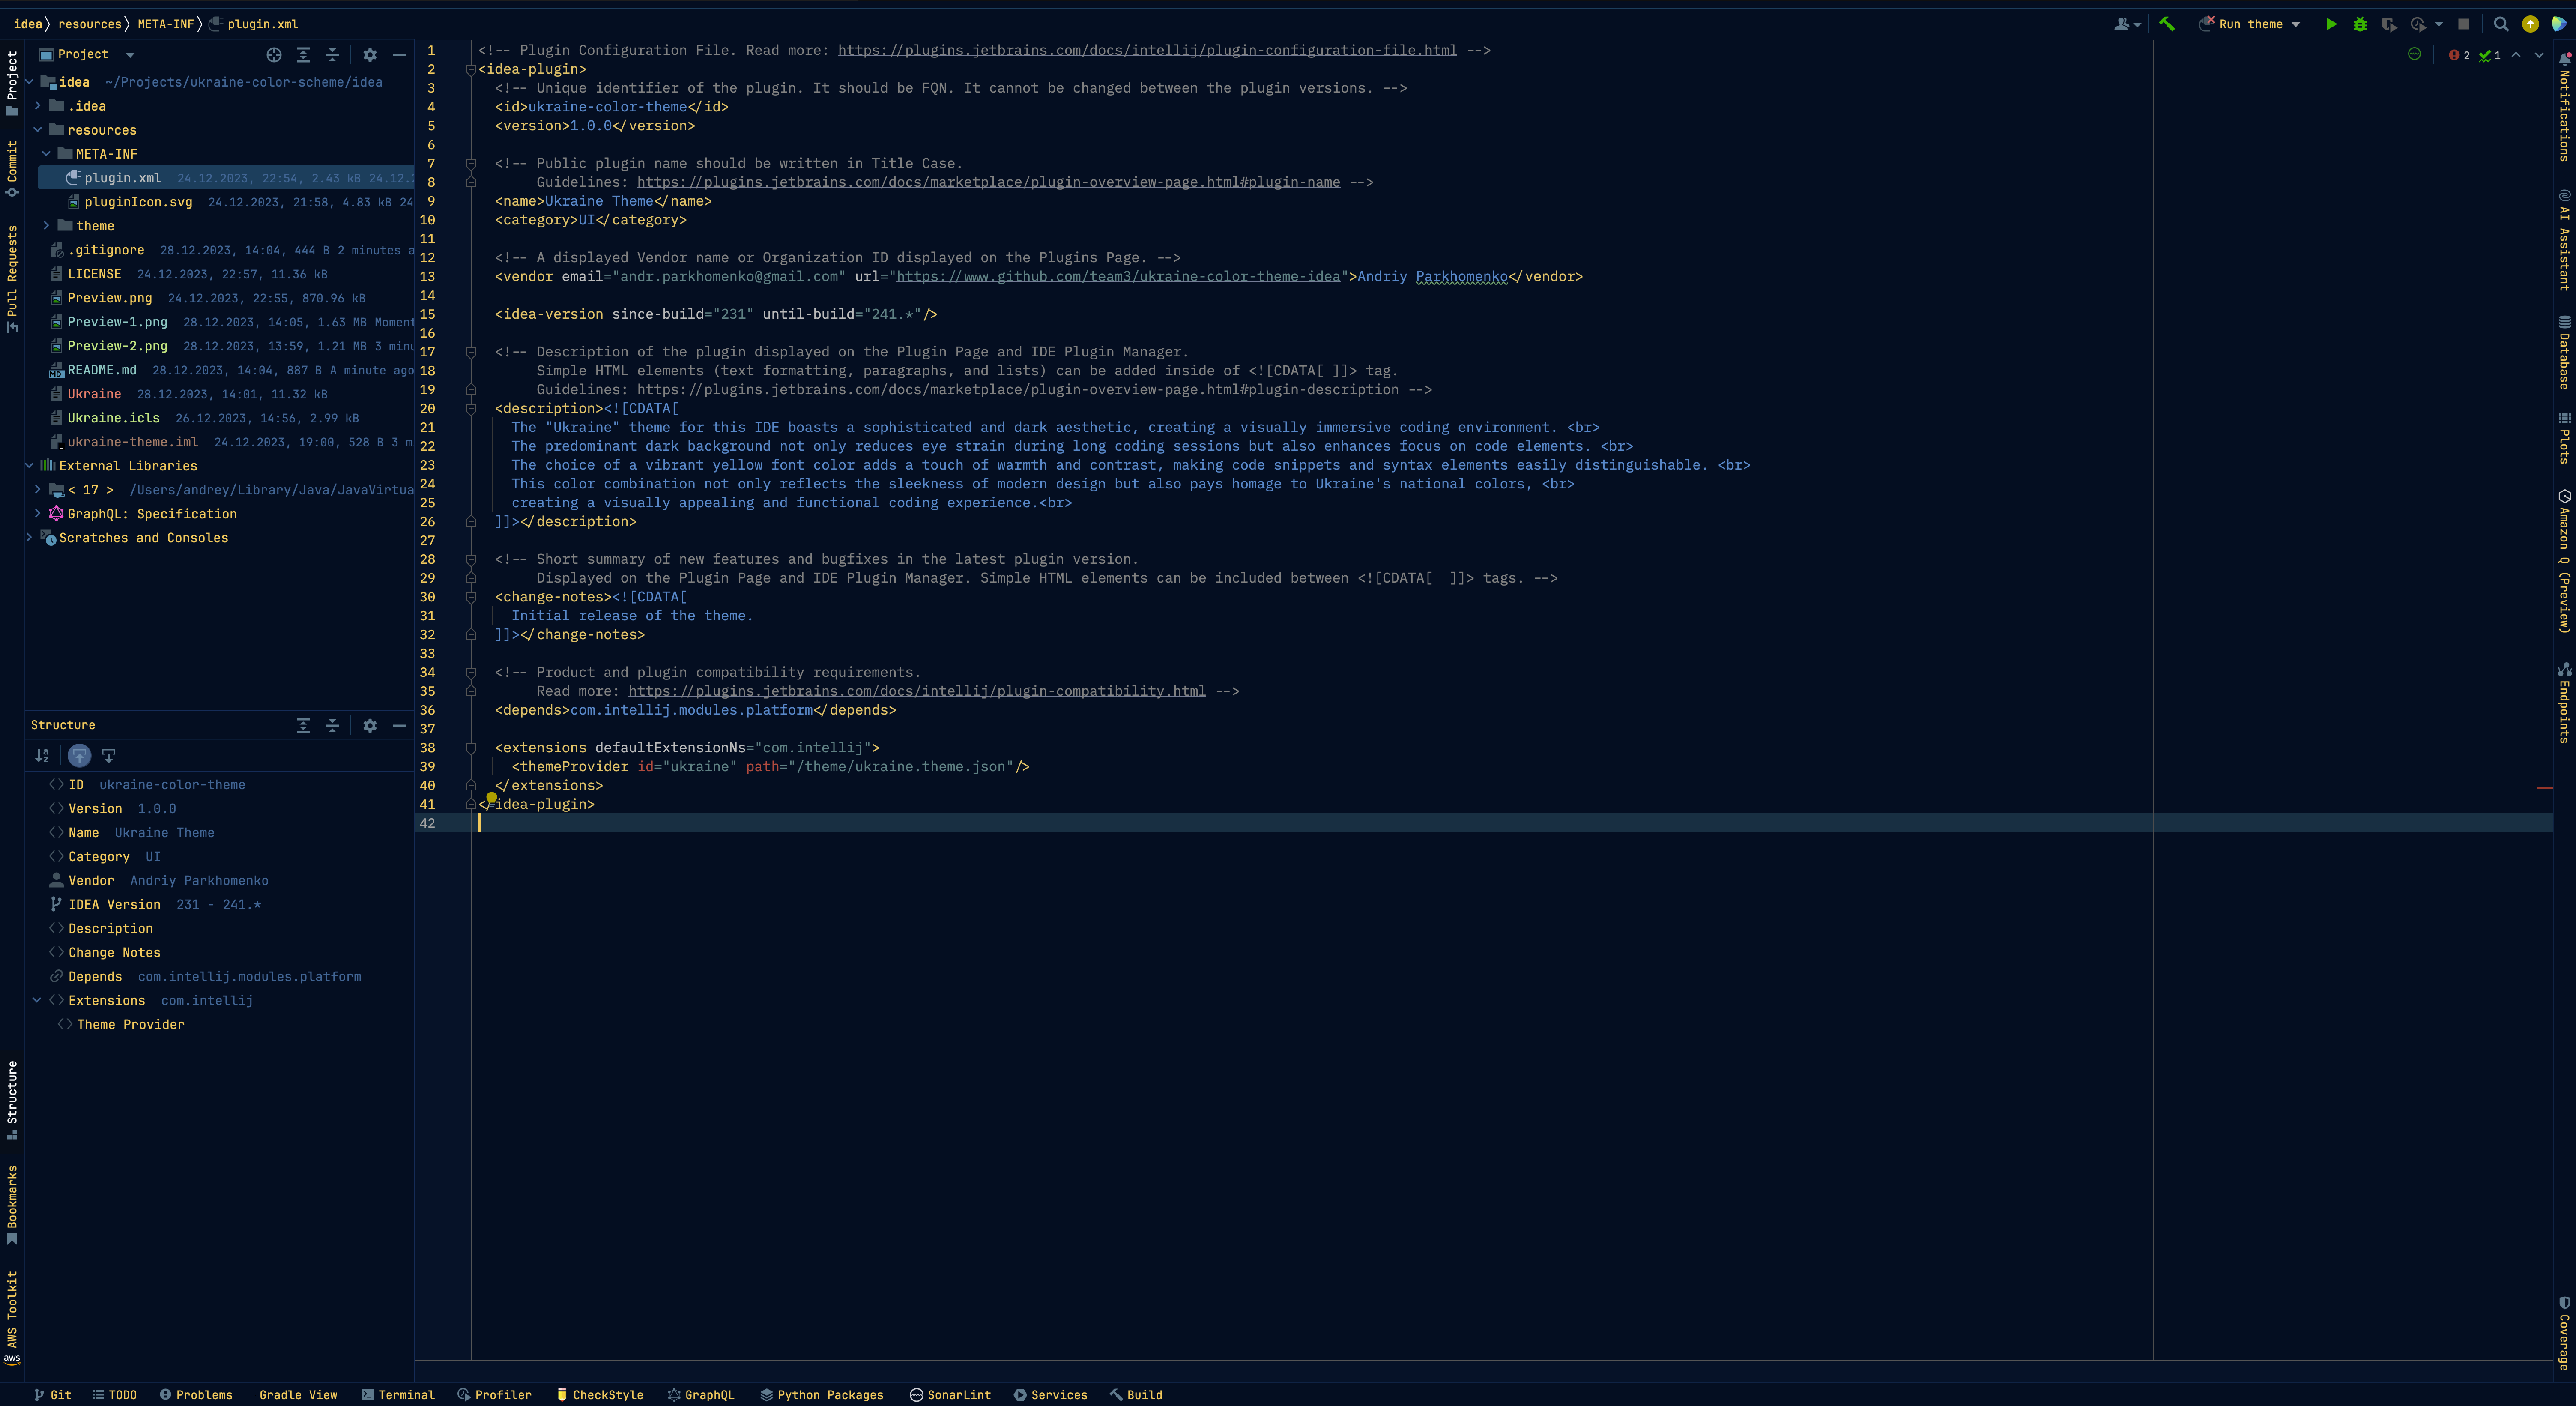 idea
resources
META-INF
plugin.xml
Run theme
Project
Commit
Pull Requests
Project
idea ~/Projects/ukraine-color-scheme/idea
.idea
resources
META-INF
plugin.xml 24.12.2023, 22:54, 2.43 kB 24.12.
pluginIcon.svg 24.12.2023, 21:58, 4.83 kB 24
theme
.gitignore 28.12.2023, 14:04, 444 B 2 minutes a
LICENSE 24.12.2023, 22:57, 11.36 kB
Preview.png 24.12.2023, 22:55, 870.96 kB
Preview-1.png 28.12.2023, 14:05, 1.63 MB Moment
Preview-2.png 28.12.2023, 13:59, 1.21 MB 3 minu
README.md 28.12.2023, 14:04, 887 B A minute ago
Ukraine 28.12.2023, 14:01, 11.32 kB
Ukraine.icls 26.12.2023, 14:56, 2.99 kB
ukraine-theme.iml 24.12.2023, 19:00, 528 B 3 m
External Libraries
< 17 > /Users/andrey/Library/Java/JavaVirtua
GraphQL: Specification
Scratches and Consoles
Structure
ID ukraine-color-theme
Version 1.0.0
Name Ukraine Theme
Category UI
Vendor Andriy Parkhomenko
IDEA Version 231 - 241.*
Description
Change Notes
Depends com.intellij.modules.platform
Extensions com.intellij
Theme Provider
Structure
Bookmarks
AWS Toolkit
aws
1 <!-- Plugin Configuration File. Read more: https://plugins.jetbrains.com/docs/intellij/plugin-configuration-file.html -->
2 <idea-plugin>
3 <!-- Unique identifier of the plugin. It should be FQN. It cannot be changed between the plugin versions. -->
4 <id>ukraine-color-theme</id>
5 <version>1.0.0</version>
6
7 <!-- Public plugin name should be written in Title Case.
8 Guidelines: https://plugins.jetbrains.com/docs/marketplace/plugin-overview-page.html#plugin-name -->
9 <name>Ukraine Theme</name>
10 <category>UI</category>
11
12 <!-- A displayed Vendor name or Organization ID displayed on the Plugins Page. -->
13 <vendor email="andr.parkhomenko@gmail.com" url="https://www.github.com/team3/ukraine-color-theme-idea">Andriy Parkhomenko</vendor>
14
15 <idea-version since-build="231" until-build="241.*"/>
16
17 <!-- Description of the plugin displayed on the Plugin Page and IDE Plugin Manager.
18 Simple HTML elements (text formatting, paragraphs, and lists) can be added inside of <![CDATA[ ]]> tag.
19 Guidelines: https://plugins.jetbrains.com/docs/marketplace/plugin-overview-page.html#plugin-description -->
20 <description><![CDATA[
21 The "Ukraine" theme for this IDE boasts a sophisticated and dark aesthetic, creating a visually immersive coding environment. <br>
22 The predominant dark background not only reduces eye strain during long coding sessions but also enhances focus on code elements. <br>
23 The choice of a vibrant yellow font color adds a touch of warmth and contrast, making code snippets and syntax elements easily distinguishable. <br>
24 This color combination not only reflects the sleekness of modern design but also pays homage to Ukraine's national colors, <br>
25 creating a visually appealing and functional coding experience.<br>
26 ]]></description>
27
28 <!-- Short summary of new features and bugfixes in the latest plugin version.
29 Displayed on the Plugin Page and IDE Plugin Manager. Simple HTML elements can be included between <![CDATA[  ]]> tags. -->
30 <change-notes><![CDATA[
31 Initial release of the theme.
32 ]]></change-notes>
33
34 <!-- Product and plugin compatibility requirements.
35 Read more: https://plugins.jetbrains.com/docs/intellij/plugin-compatibility.html -->
36 <depends>com.intellij.modules.platform</depends>
37
38 <extensions defaultExtensionNs="com.intellij">
39 <themeProvider id="ukraine" path="/theme/ukraine.theme.json"/>
40 </extensions>
41 </idea-plugin>
42
2 1
Notifications
AI Assistant
Database
Plots
Amazon Q (Preview)
Endpoints
Coverage
Git
TODO
Problems
Gradle View
Terminal
Profiler
CheckStyle
GraphQL
Python Packages
SonarLint
Services
Build